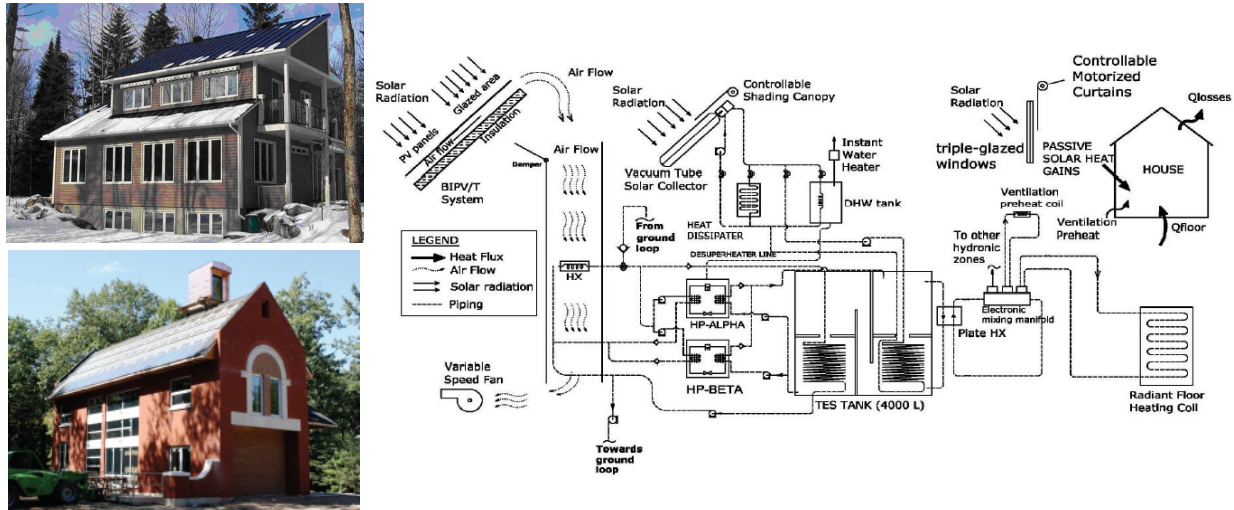 Solar
Radiation
PV panels
Air flow
Glazed area
Insulation
Air Flow
BIPV/T
System
Damper
Air Flow
LEGEND
Heat Flux
Air Flow
Solar radiation
Piping
Variable
Speed Fan
HX
From
ground
loop
Towards
ground
loop
Solar
Radiation
Controllable
Shading Canopy
Vacuum Tube
Solar Collector
HEAT
DISSIPATER
Instant
Water
Heater
DHW tank
DESUPERHEATER LINE
HP-ALPHA
HP-BETA
TES TANK (4000 L)
Plate HX
To other
hydronic
zones
Ventilation
preheat coil
Electronic
mixing manifold
Radiant Floor
Heating Coil
Controllable
Motorized
Curtains
Solar
Radiation
triple-glazed
windows
PASSIVE
SOLAR HEAT
GAINS
HOUSE
Qlosses
Ventilation
Preheat
Qfloor